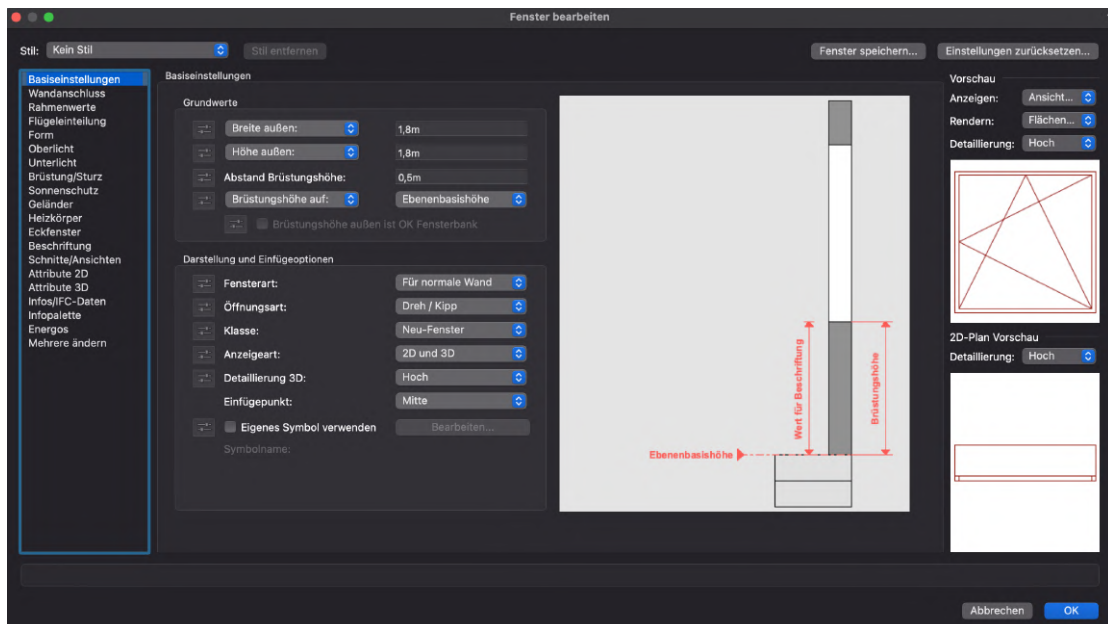 Fenster bearbeiten
Stil: Kein Stil Stil entfernen Fenster speichern... Einstellungen zurücksetzen...
Basiseinstellungen
Wandanschluss
Rahmenwerte
Flügeleinteilung
Form
Oberlicht
Unterlicht
Brüstung/Sturz
Sonnenschutz
Geländer
Heizkörper
Eckfenster
Beschriftung
Schnitte/Ansichten
Attribute 2D
Attribute 3D
Infos/IFC-Daten
Infopalette
Energos
Mehrere ändern
Basiseinstellungen
Grundwerte
Breite außen: 1,8m
Höhe außen: 1,8m
Abstand Brüstungshöhe: 0,5m
Brüstungshöhe auf: Ebenenbasishöhe
Brüstungshöhe außen ist OK Fensterbank
Darstellung und Einfügeoptionen
Fensterart: Für normale Wand
Öffnungsart: Dreh / Kipp
Klasse: Neu-Fenster
Anzeigeart: 2D und 3D
Detaillierung 3D: Hoch
Einfügepunkt: Mitte
Eigenes Symbol verwenden Bearbeiten...
Symbolname:
Wert für Beschriftung
Brüstungshöhe
Ebenenbasishöhe
Vorschau
Anzeigen: Ansicht...
Rendern: Flächen...
Detaillierung: Hoch
2D-Plan Vorschau
Detaillierung: Hoch
Abbrechen OK